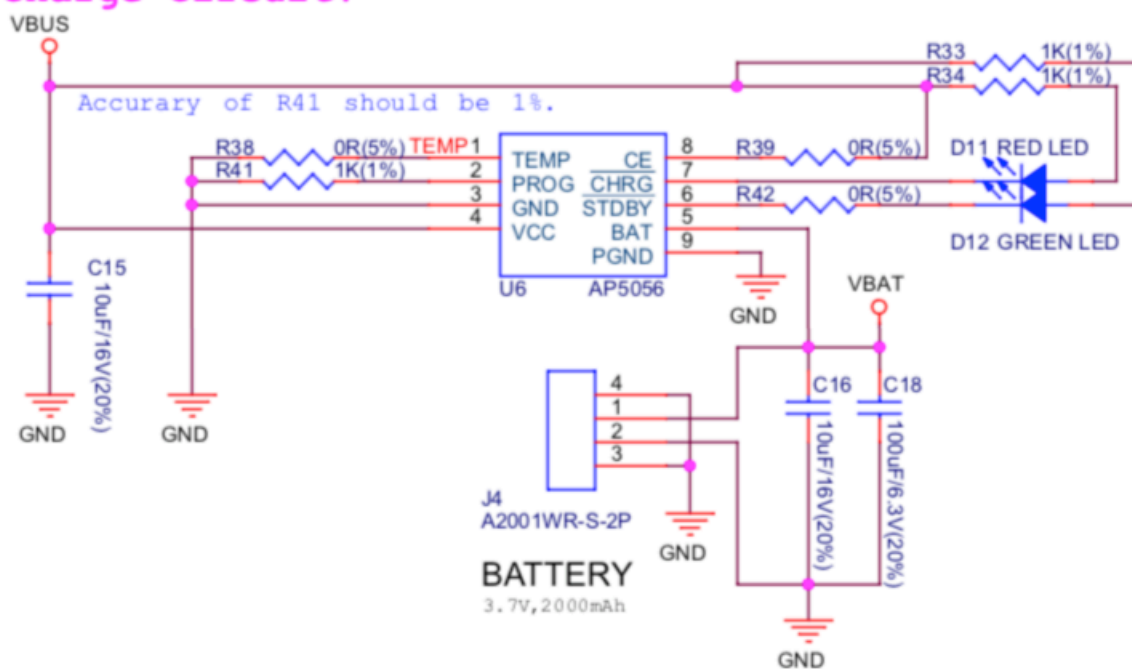 VBUS
R33 1K(1%)
R34 1K(1%)
Accurary of R41 should be 1%.
R38 0R(5%) TEMP 1 TEMP CE 8 R39 0R(5%) D11 RED LED
R41 1K(1%) 2 PROG CHRG 7
3 GND STDBY 6 R42 0R(5%)
4 VCC BAT 5
PGND 9 D12 GREEN LED
U6 AP5056
C15
10uF/16V(20%)
GND
VBAT
GND
GND
4
1
2
3
C16
10uF/16V(20%)
C18
100uF/6.3V(20%)
J4
A2001WR-S-2P
GND
BATTERY
3.7V,2000mAh
GND